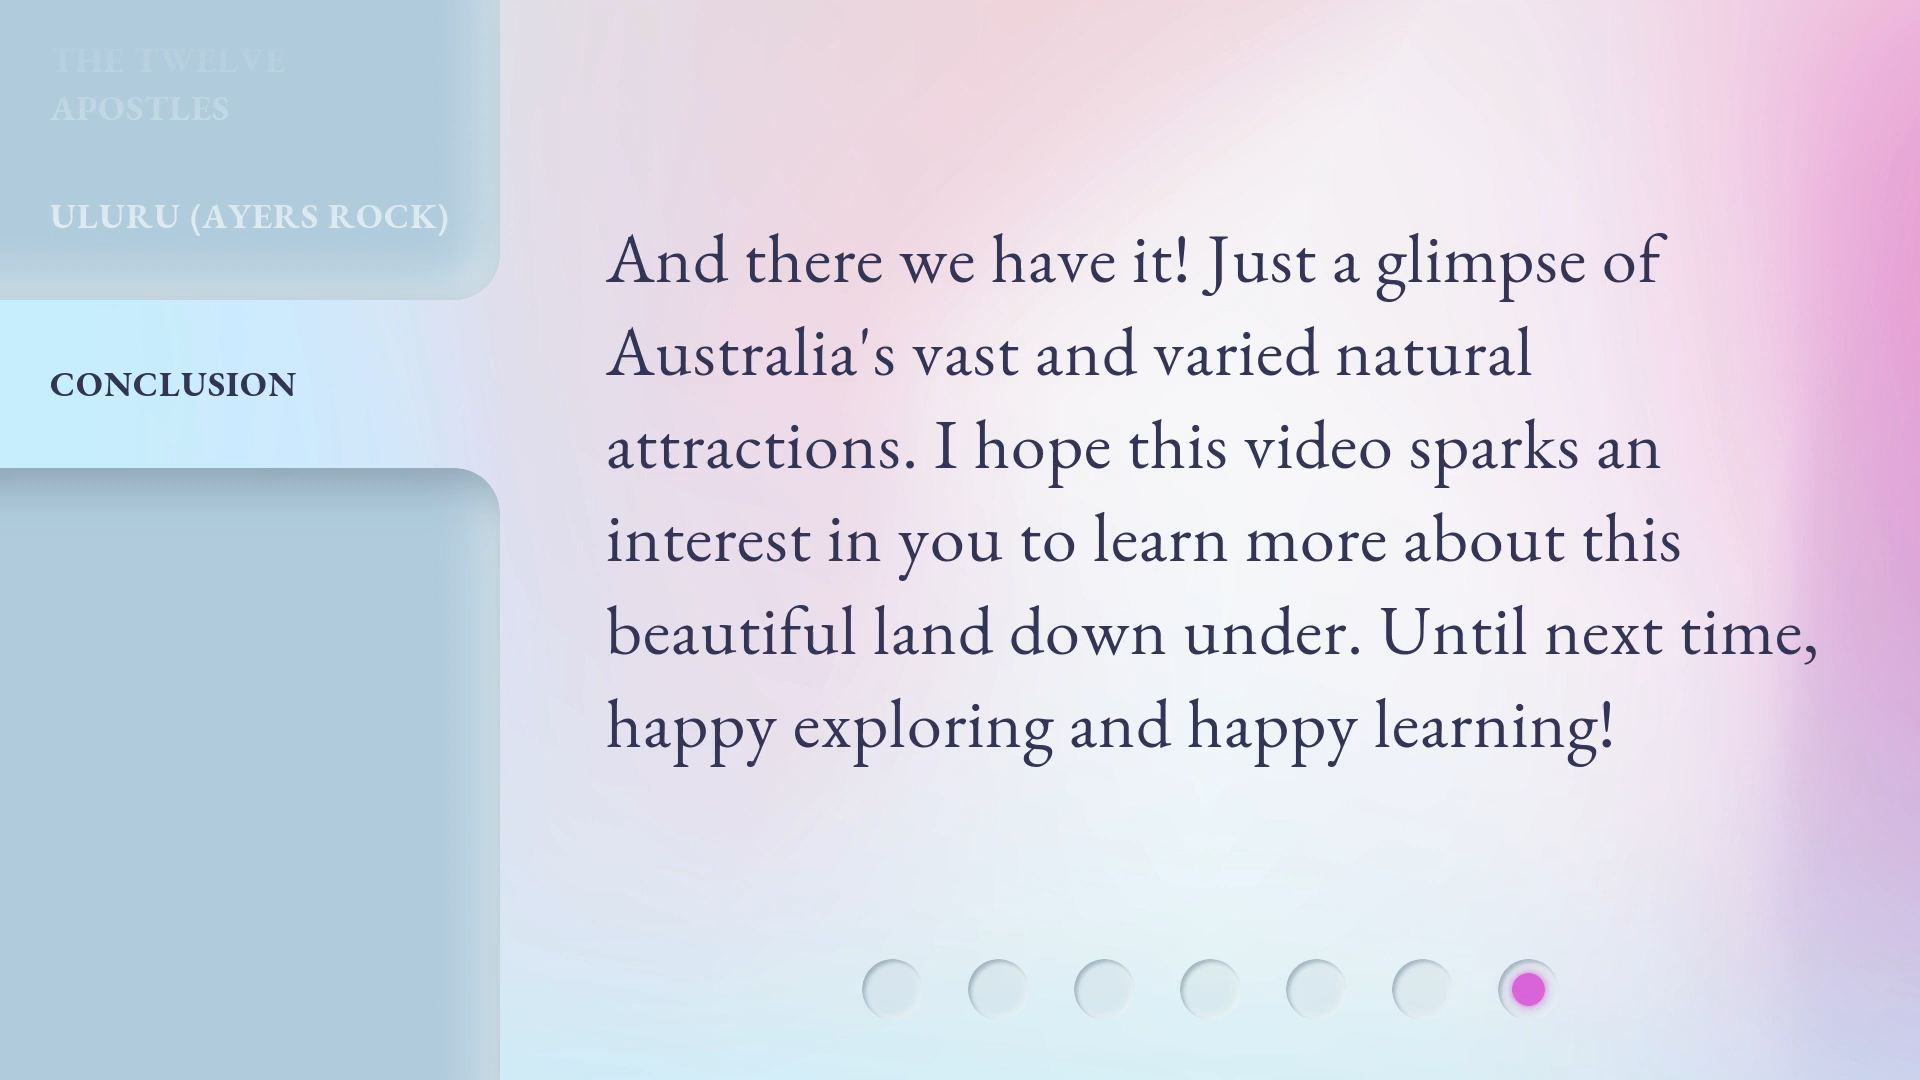 THE TWELVE
APOSTLES
ULURU (AYERS ROCK)
CONCLUSION
And there we have it! Just a glimpse of
Australia's vast and varied natural
attractions. I hope this video sparks an
interest in you to learn more about this
beautiful land down under. Until next time,
happy exploring and happy learning!